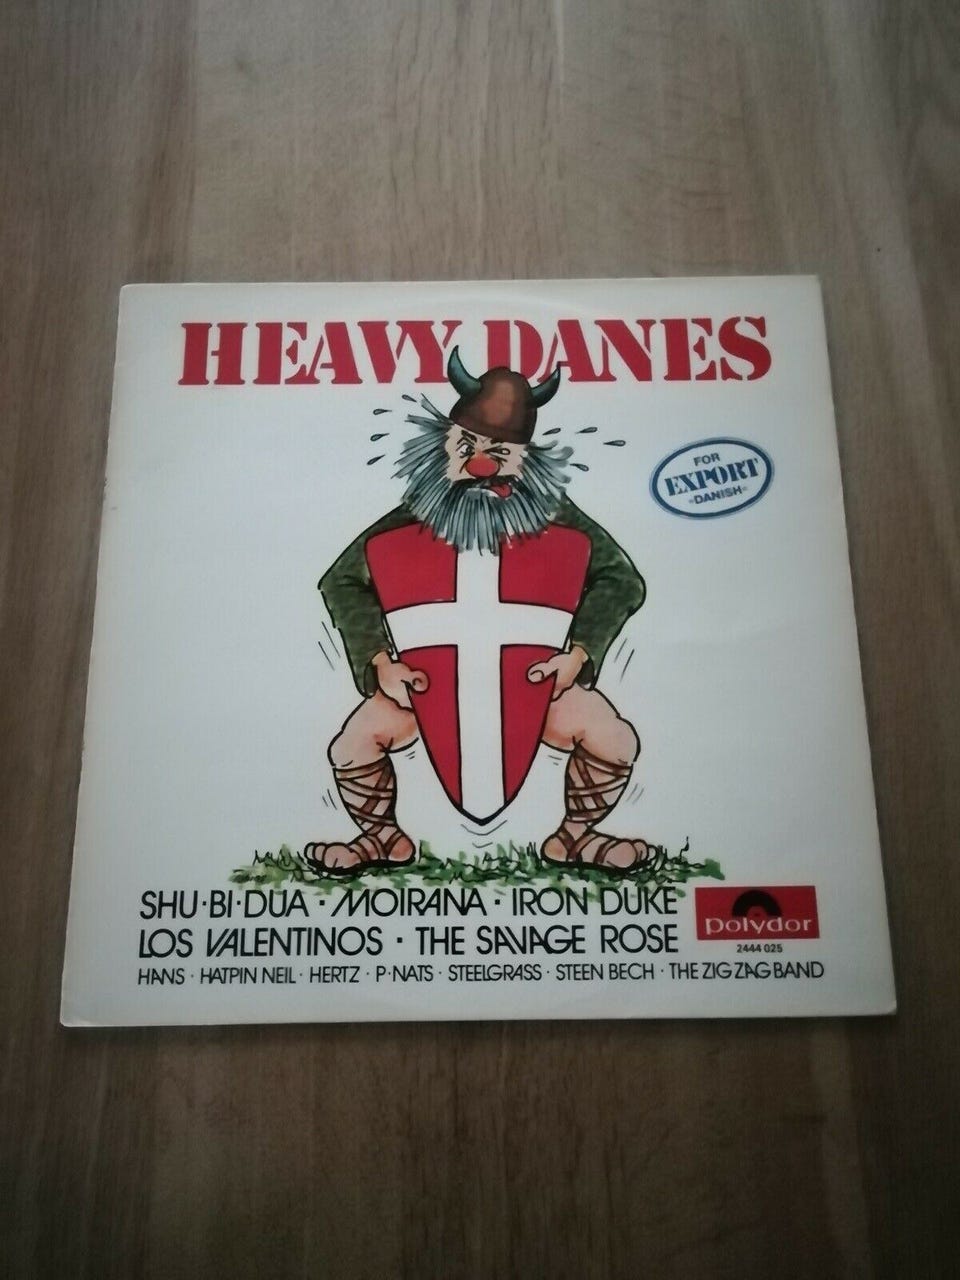 HEAVY DANES
FOR
EXPORT
-DANISH-
SHU·BI·DUA · MOIRANA · IRON DUKE
LOS VALENTINOS · THE SAVAGE ROSE
HANS · HATPIN NEIL · HERTZ · P·NATS · STEELGRASS · STEEN BECH · THE ZIG ZAG BAND
polydor
2444 025